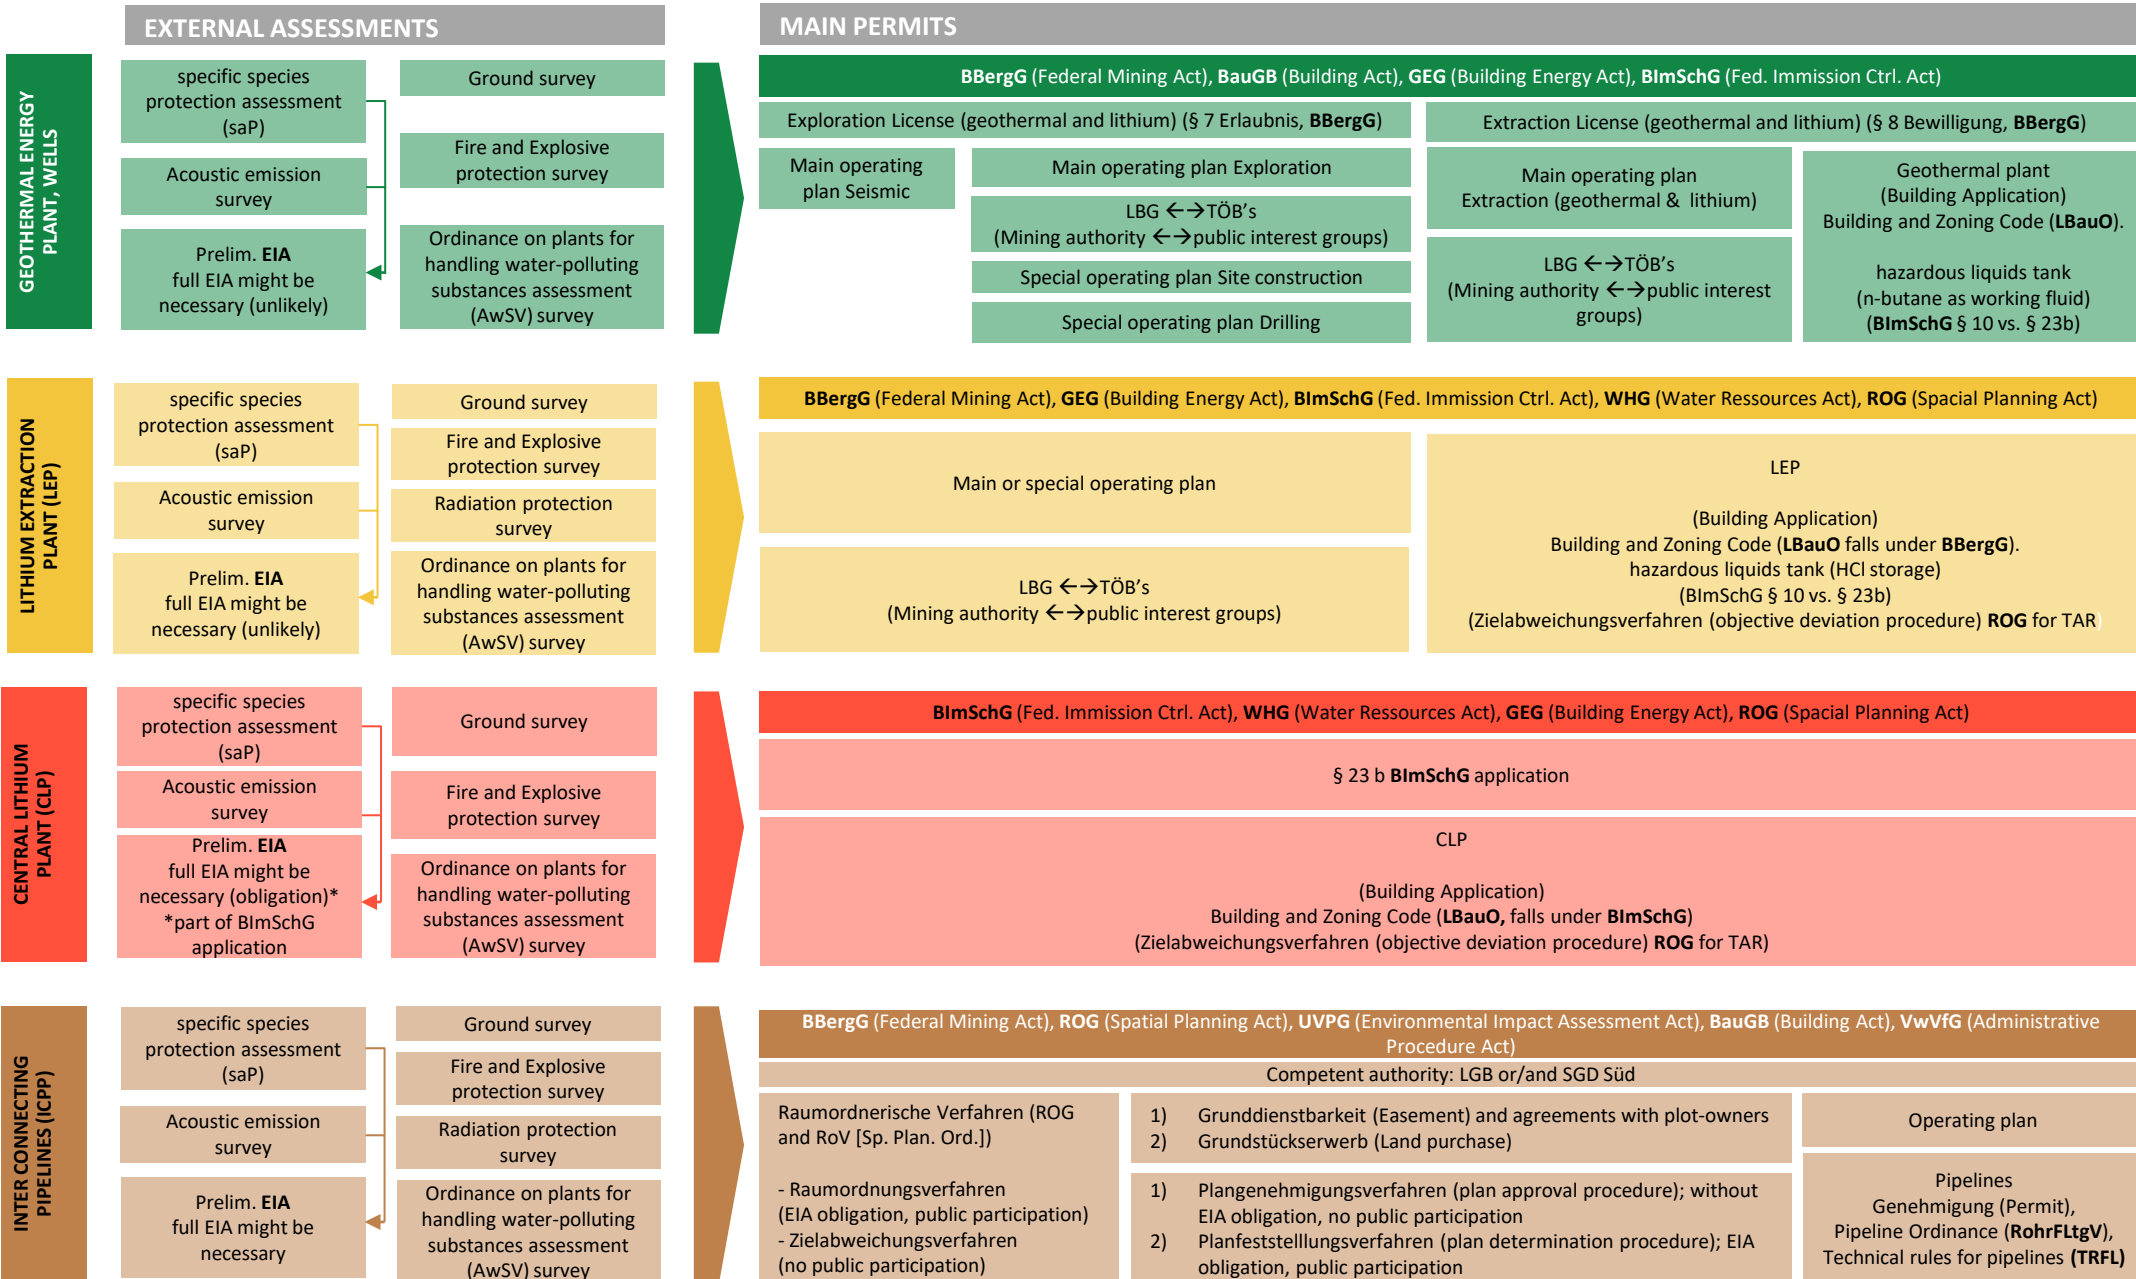 EXTERNAL ASSESSMENTS
MAIN PERMITS
GEOTHERMAL ENERGY
PLANT, WELLS
specific species
protection assessment
(saP)
Acoustic emission
survey
Prelim. EIA
full EIA might be
necessary (unlikely)
Ground survey
Fire and Explosive
protection survey
Ordinance on plants for
handling water-polluting
substances assessment
(AwSV) survey
BBergG (Federal Mining Act), BauGB (Building Act), GEG (Building Energy Act), BImSchG (Fed. Immission Ctrl. Act)
Exploration License (geothermal and lithium) (§ 7 Erlaubnis, BBergG)
Main operating
plan Seismic
Main operating plan Exploration
LBG ←→TÖB's
(Mining authority ←→public interest groups)
Special operating plan Site construction
Special operating plan Drilling
Extraction License (geothermal and lithium) (§ 8 Bewilligung, BBergG)
Main operating plan
Extraction (geothermal & lithium)
LBG ←→TÖB's
(Mining authority ←→public interest
groups)
Geothermal plant
(Building Application)
Building and Zoning Code (LBauO).
hazardous liquids tank
(n-butane as working fluid)
(BImSchG § 10 vs. § 23b)
LITHIUM EXTRACTION
PLANT (LEP)
specific species
protection assessment
(saP)
Acoustic emission
survey
Prelim. EIA
full EIA might be
necessary (unlikely)
Ground survey
Fire and Explosive
protection survey
Radiation protection
survey
Ordinance on plants for
handling water-polluting
substances assessment
(AwSV) survey
BBergG (Federal Mining Act), GEG (Building Energy Act), BImSchG (Fed. Immission Ctrl. Act), WHG (Water Ressources Act), ROG (Spacial Planning Act)
Main or special operating plan
LBG ←→TÖB's
(Mining authority ←→public interest groups)
LEP
(Building Application)
Building and Zoning Code (LBauO falls under BBergG).
hazardous liquids tank (HCl storage)
(BImSchG § 10 vs. § 23b)
(Zielabweichungsverfahren (objective deviation procedure) ROG for TAR)
CENTRAL LITHIUM
PLANT (CLP)
specific species
protection assessment
(saP)
Acoustic emission
survey
Prelim. EIA
full EIA might be
necessary (obligation)*
*part of BImSchG
application
Ground survey
Fire and Explosive
protection survey
Ordinance on plants for
handling water-polluting
substances assessment
(AwSV) survey
BImSchG (Fed. Immission Ctrl. Act), WHG (Water Ressources Act), GEG (Building Energy Act), ROG (Spacial Planning Act)
§ 23 b BImSchG application
CLP
(Building Application)
Building and Zoning Code (LBauO, falls under BImSchG)
(Zielabweichungsverfahren (objective deviation procedure) ROG for TAR)
INTER CONNECTING
PIPELINES (ICPP)
specific species
protection assessment
(saP)
Acoustic emission
survey
Prelim. EIA
full EIA might be
necessary
Ground survey
Fire and Explosive
protection survey
Radiation protection
survey
Ordinance on plants for
handling water-polluting
substances assessment
(AwSV) survey
BBergG (Federal Mining Act), ROG (Spatial Planning Act), UVPG (Environmental Impact Assessment Act), BauGB (Building Act), VwVfG (Administrative
Procedure Act)
Competent authority: LGB or/and SGD Süd
Raumordnerische Verfahren (ROG
and RoV [Sp. Plan. Ord.])
- Raumordnungsverfahren
(EIA obligation, public participation)
- Zielabweichungsverfahren
(no public participation)
1) Grunddienstbarkeit (Easement) and agreements with plot-owners
2) Grundstückserwerb (Land purchase)
1) Plangenehmigungsverfahren (plan approval procedure); without
EIA obligation, no public participation
2) Planfeststelllungsverfahren (plan determination procedure); EIA
obligation, public participation
Operating plan
Pipelines
Genehmigung (Permit),
Pipeline Ordinance (RohrFLtgV),
Technical rules for pipelines (TRFL)